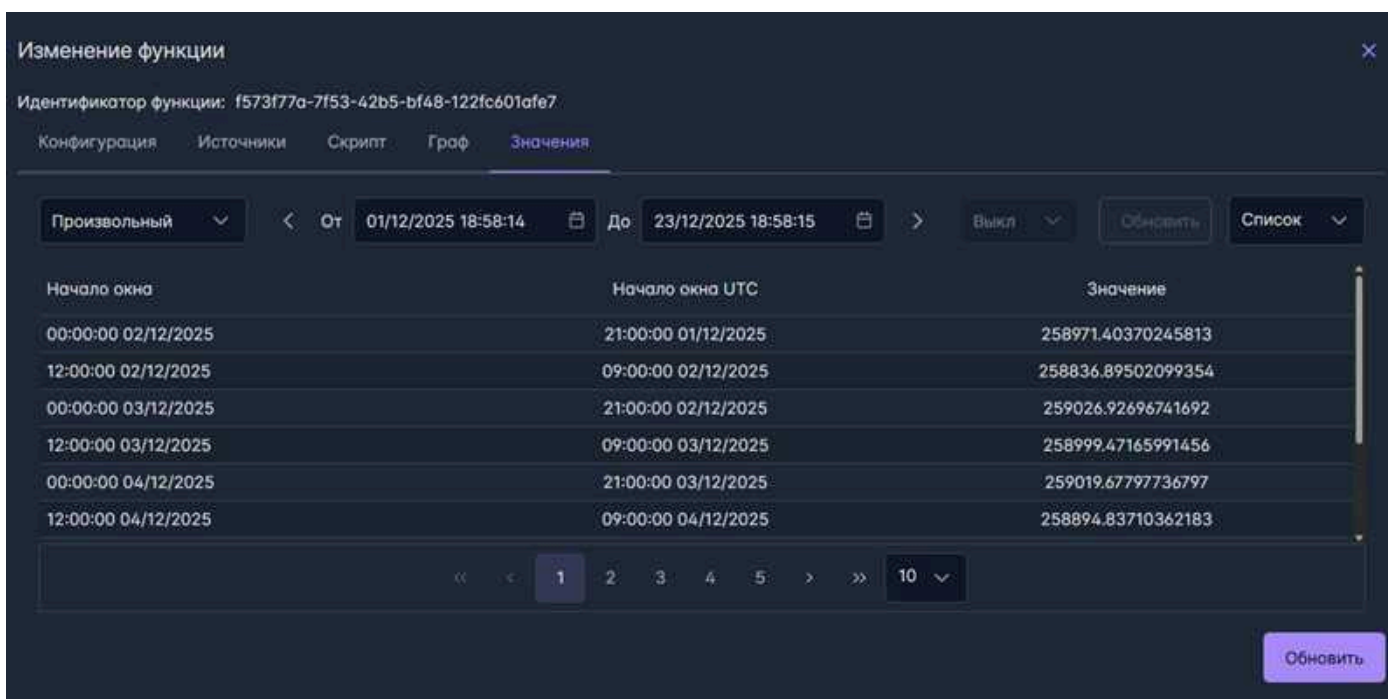 Изменение функции
Идентификатор функции: f573f77a-7f53-42b5-bf48-122fc601afe7
Конфигурация Источники Скрипт Граф Значения
Произвольный От 01/12/2025 18:58:14 До 23/12/2025 18:58:15 Выкл Обновить Список
Начало окна Начало окна UTC Значение
00:00:00 02/12/2025 21:00:00 01/12/2025 258971.40370245813
12:00:00 02/12/2025 09:00:00 02/12/2025 258836.89502099354
00:00:00 03/12/2025 21:00:00 02/12/2025 259026.92696741692
12:00:00 03/12/2025 09:00:00 03/12/2025 258999.47165991456
00:00:00 04/12/2025 21:00:00 03/12/2025 259019.67797736797
12:00:00 04/12/2025 09:00:00 04/12/2025 258894.83710362183
« < 1 2 3 4 5 > » 10
Обновить